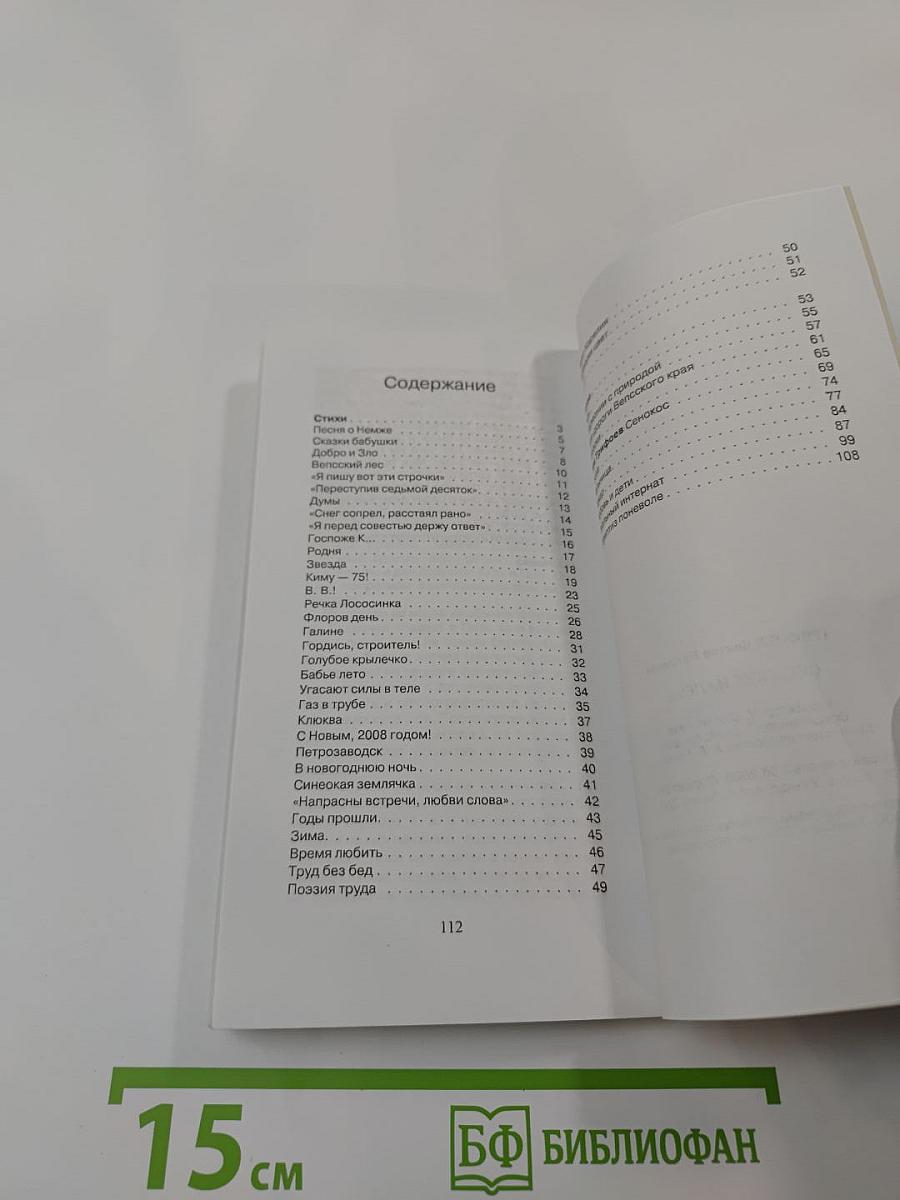 Содержание
Стихи . . . . . . . . . . . . . . . . . . 3
Песня о Немже . . . . . . . . . . . . . . 5
Сказки бабушки . . . . . . . . . . . . . . 7
Добро и Зло . . . . . . . . . . . . . . . 8
Вепсский лес . . . . . . . . . . . . . . . 10
«Я пишу вот эти строчки» . . . . . . . . . 11
«Переступив седьмой десяток» . . . . . . . 12
Думы . . . . . . . . . . . . . . . . . . 13
«Снег сопрел, расстаял рано» . . . . . . . 14
«Я перед совестью держу ответ» . . . . . . 15
Госпоже К... . . . . . . . . . . . . . . . 16
Родня . . . . . . . . . . . . . . . . . . 17
Звезда . . . . . . . . . . . . . . . . . . 18
Киму — 75! . . . . . . . . . . . . . . . . 19
В. В.! . . . . . . . . . . . . . . . . . . 23
Речка Лососинка . . . . . . . . . . . . . 25
Флоров день . . . . . . . . . . . . . . . 26
Галине . . . . . . . . . . . . . . . . . . 28
Гордись, строитель! . . . . . . . . . . . 31
Голубое крылечко . . . . . . . . . . . . . 32
Бабье лето . . . . . . . . . . . . . . . . 33
Угасают силы в теле . . . . . . . . . . . 34
Газ в трубе . . . . . . . . . . . . . . . 35
Клюква . . . . . . . . . . . . . . . . . . 37
С Новым, 2008 годом! . . . . . . . . . . . 38
Петрозаводск . . . . . . . . . . . . . . . 39
В новогоднюю ночь . . . . . . . . . . . . 40
Синеокая землячка . . . . . . . . . . . . 41
«Напрасны встречи, любви слова» . . . . . . 42
Годы прошли . . . . . . . . . . . . . . . 43
Зима. . . . . . . . . . . . . . . . . . . 45
Время любить . . . . . . . . . . . . . . . 46
Труд без бед . . . . . . . . . . . . . . . 47
Поэзия труда . . . . . . . . . . . . . . . 49
112
50
51
52
53
55
с природой . . . . . . . . 57
Вепсского края . . . . . . . . 61
65
Трифоев Сенокос . . . . . . . . 69
74
77
84
и дети . . . . . . . . 87
интернат . . . . . . . . 99
поневоле . . . . . . . . 108
15 см
БФ БИБЛИОФАН